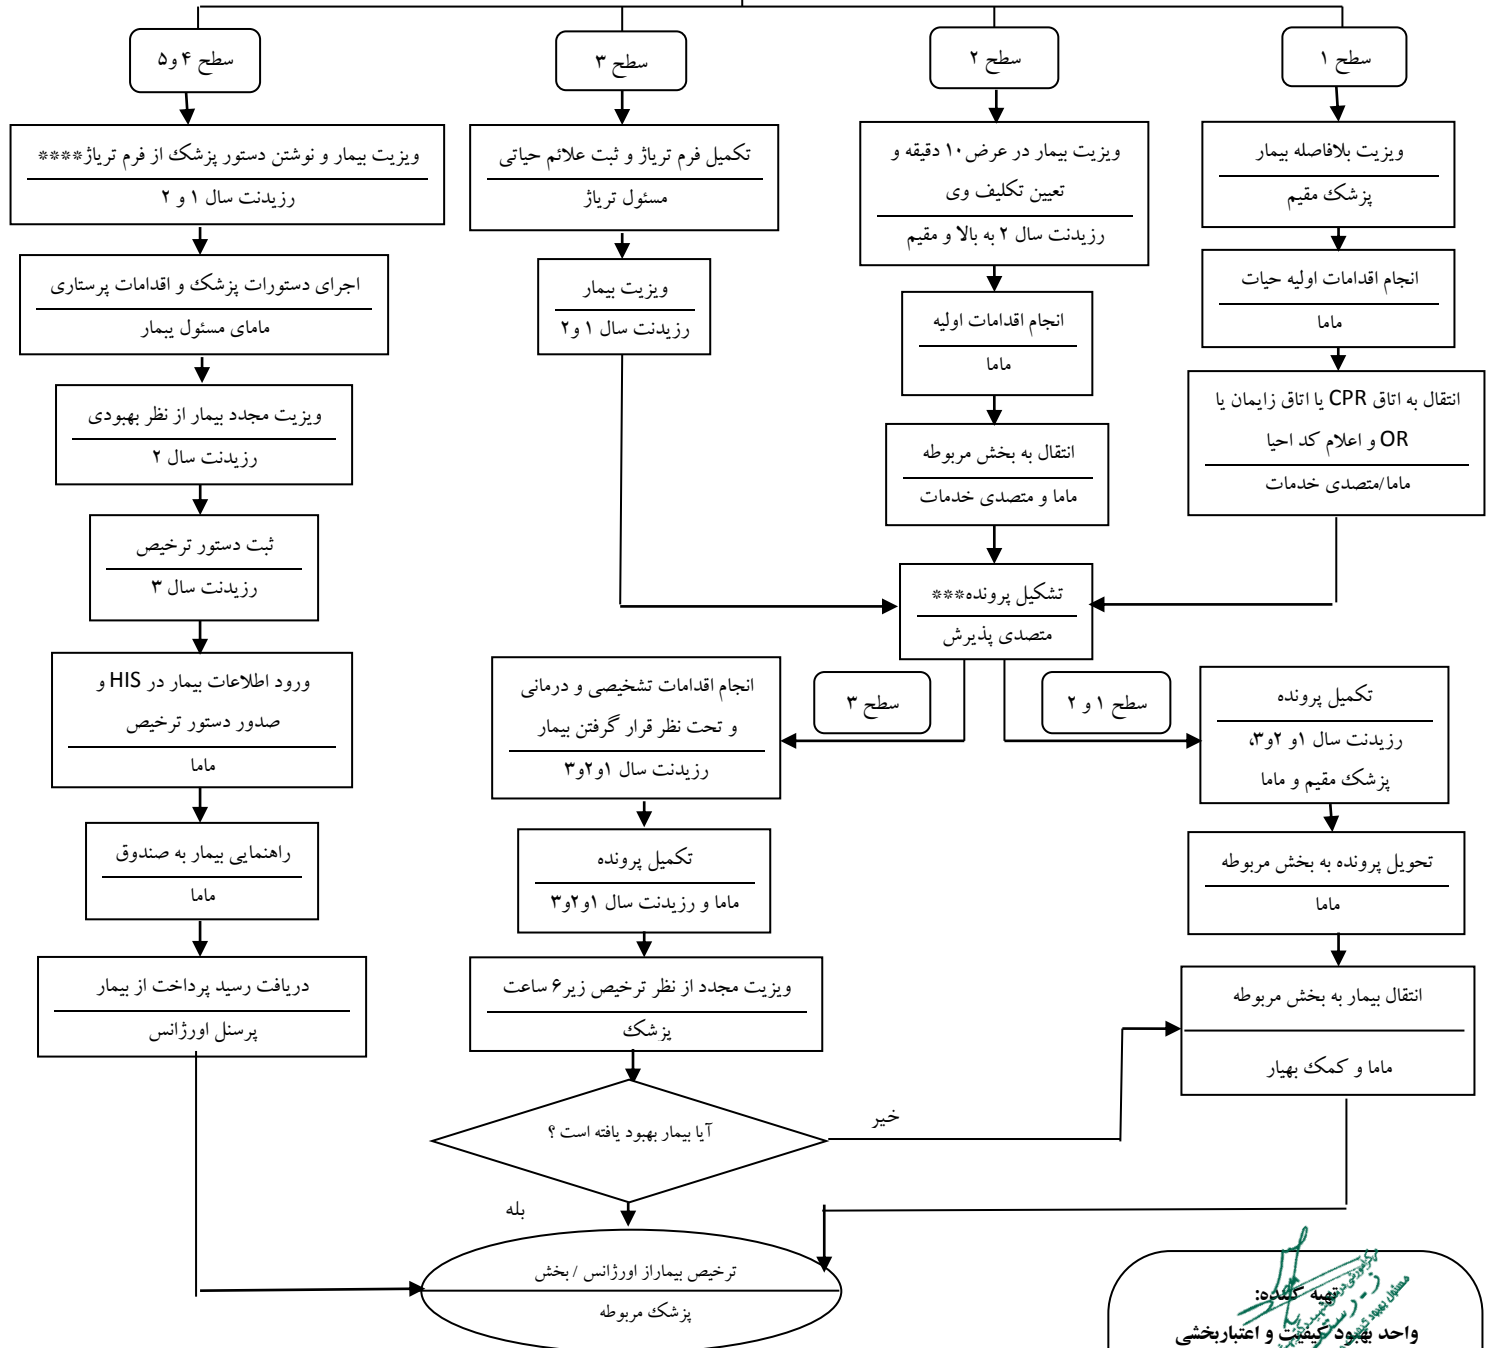 سطح ۱
سطح ۲
سطح ۳
سطح ۴ و۵
ویزیت بلافاصله بیمار
پزشک مقیم
انجام اقدامات اولیه حیات
ماما
انتقال به اتاق CPR یا اتاق زایمان یا
OR و اعلام کد احیا
ماما/متصدی خدمات
ویزیت بیمار در عرض۱۰ دقیقه و
تعیین تکلیف وی
رزیدنت سال ۲ به بالا و مقیم
انجام اقدامات اولیه
ماما
انتقال به بخش مربوطه
ماما و متصدی خدمات
تشکیل پرونده***
متصدی پذیرش
تکمیل فرم تریاژ و ثبت علائم حیاتی
مسئول تریاژ
ویزیت بیمار
رزیدنت سال ۱ و۲
ویزیت بیمار و نوشتن دستور پزشک از فرم تریاژ****
رزیدنت سال ۱ و ۲
اجرای دستورات پزشک و اقدامات پرستاری
مامای مسئول بیمار
ویزیت مجدد بیمار از نظر بهبودی
رزیدنت سال ۲
ثبت دستور ترخیص
رزیدنت سال ۳
ورود اطلاعات بیمار در HIS و
صدور دستور ترخیص
ماما
راهنمایی بیمار به صندوق
ماما
دریافت رسید پرداخت از بیمار
پرسنل اورژانس
سطح ۱ و ۲
تکمیل پرونده
رزیدنت سال ۱و ۲و۳،
پزشک مقیم و ماما
تحویل پرونده به بخش مربوطه
ماما
انتقال بیمار به بخش مربوطه
ماما و کمک بهیار
سطح ۳
انجام اقدامات تشخیصی و درمانی
و تحت نظر قرار گرفتن بیمار
رزیدنت سال ۱و۲و۳
تکمیل پرونده
ماما و رزیدنت سال ۱و۲و۳
ویزیت مجدد از نظر ترخیص زیر۶ ساعت
پزشک
آیا بیمار بهبود یافته است ؟
خیر
بله
ترخیص بیماراز اورژانس / بخش
پزشک مربوطه
تهیه کننده:
واحد بهبود کیفیت و اعتباربخشی